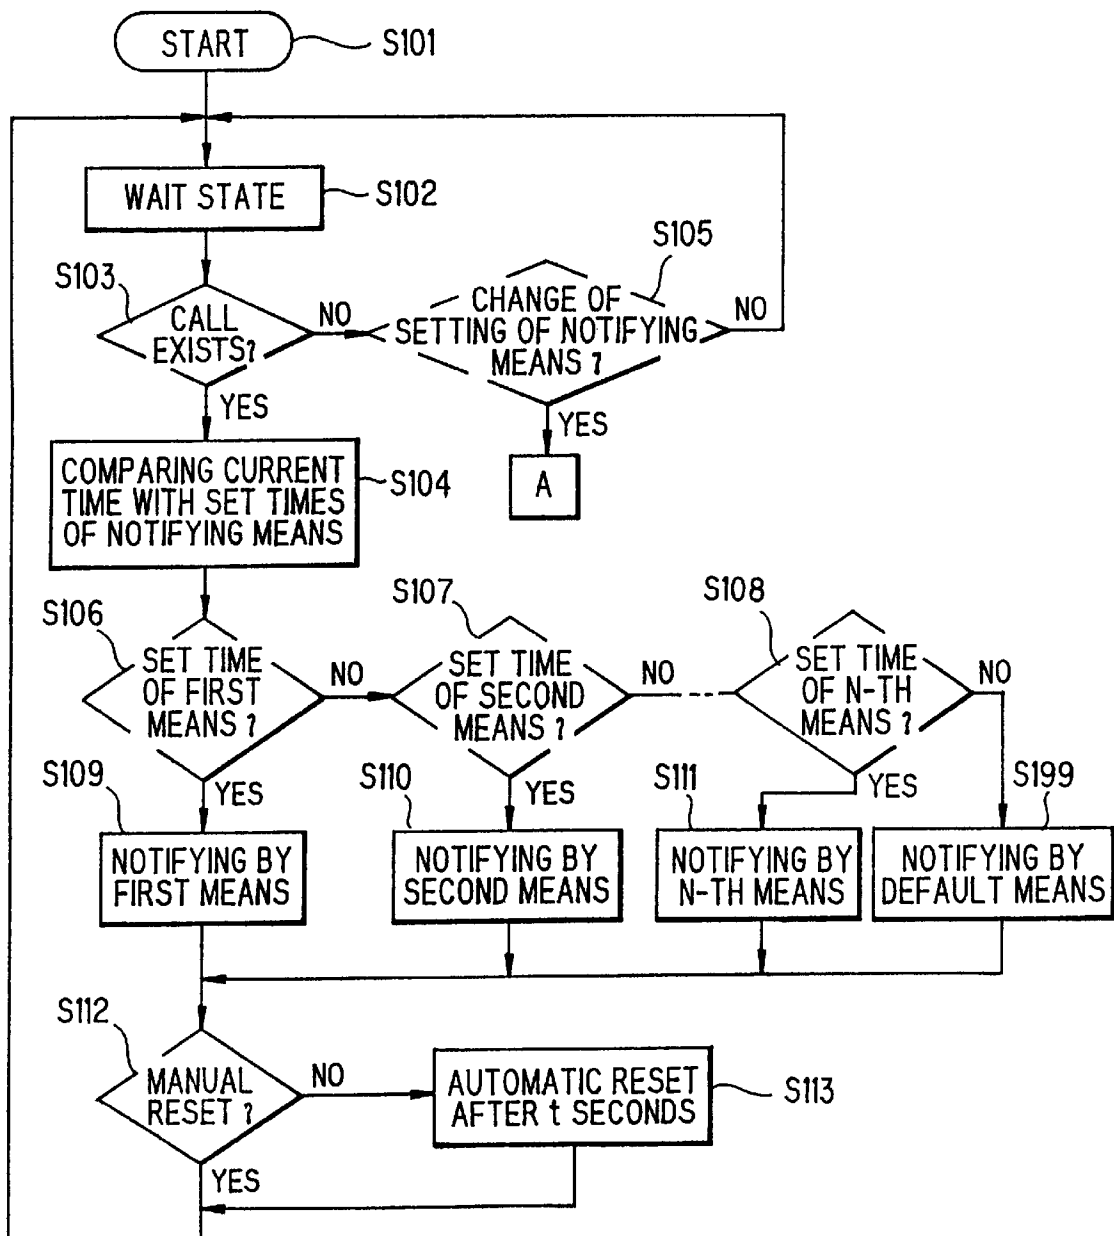 START
S101
WAIT STATE
S102
S103
CALL
EXISTS?
NO
S105
CHANGE OF
SETTING OF NOTIFYING
MEANS ?
NO
YES
YES
A
COMPARING CURRENT
TIME WITH SET TIMES
OF NOTIFYING MEANS
S104
S106
SET TIME
OF FIRST
MEANS ?
NO
S107
SET TIME
OF SECOND
MEANS ?
NO
S108
SET TIME
OF N-TH
MEANS ?
NO
YES
YES
YES
S109
NOTIFYING BY
FIRST MEANS
S110
NOTIFYING BY
SECOND MEANS
S111
NOTIFYING BY
N-TH MEANS
S199
NOTIFYING BY
DEFAULT MEANS
S112
MANUAL
RESET ?
NO
AUTOMATIC RESET
AFTER t SECONDS
S113
YES